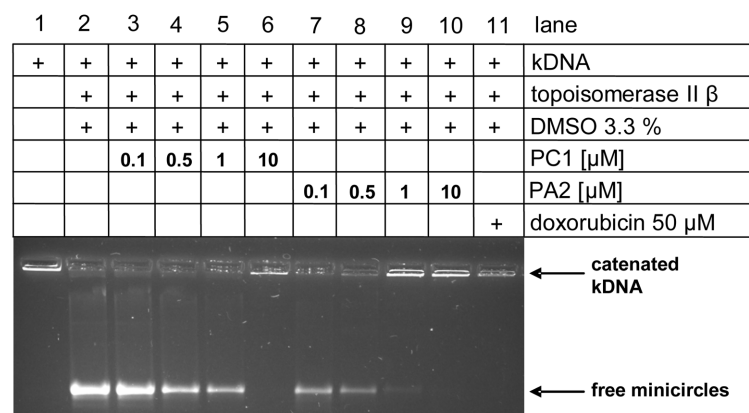 1 2 3 4 5 6 7 8 9 10 11 lane
+ + + + + + + + + + + kDNA
+ + + + + + + + + + topoisomerase II β
+ + + + + + + + + + DMSO 3.3 %
0.1 0.5 1 10 PC1 [µM]
0.1 0.5 1 10 PA2 [µM]
+ doxorubicin 50 µM
catenated
kDNA
free minicircles